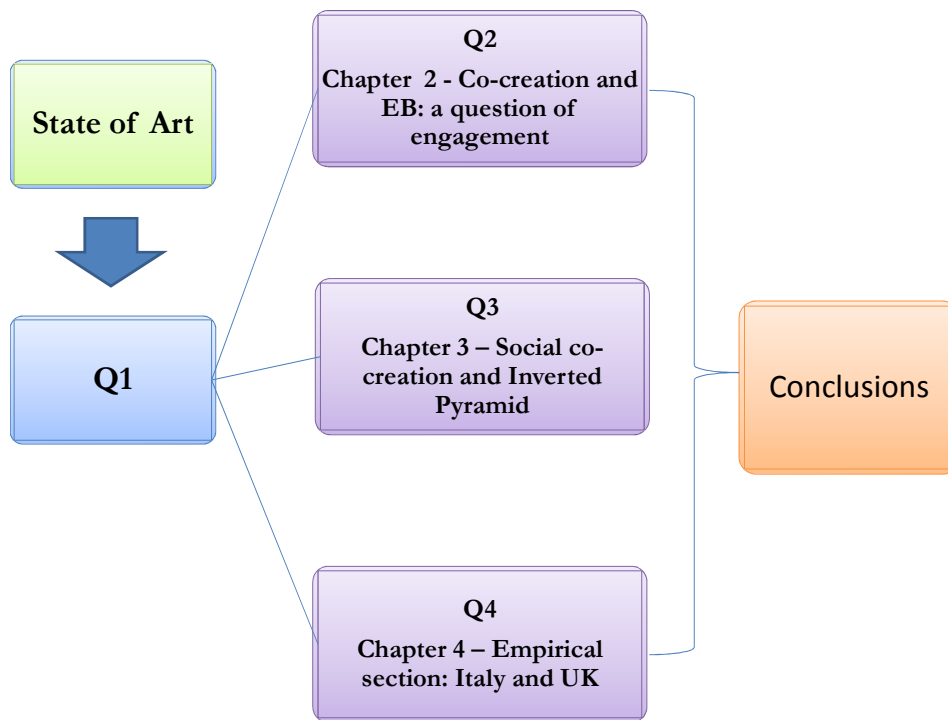 State of Art
Q1
Q2
Chapter 2 - Co-creation and
EB: a question of
engagement
Q3
Chapter 3 – Social co-
creation and Inverted
Pyramid
Q4
Chapter 4 – Empirical
section: Italy and UK
Conclusions